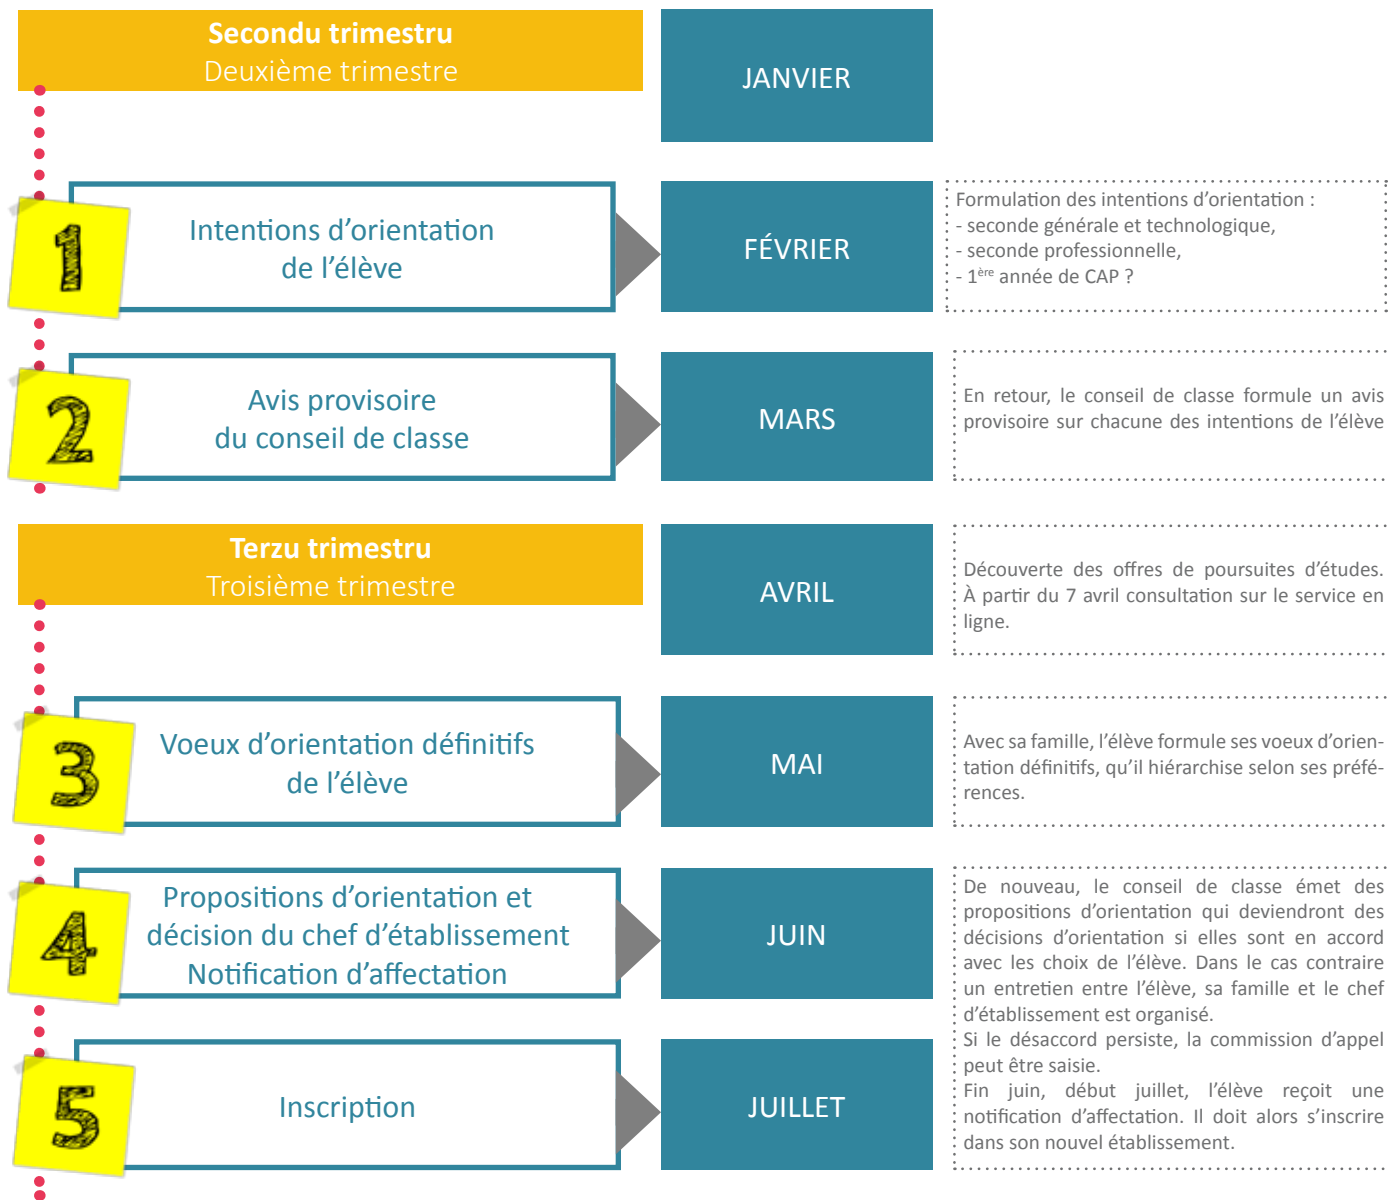 Secondu trimestru
Deuxième trimestre
JANVIER
1
Intentions d'orientation
de l'élève
FÉVRIER
Formulation des intentions d'orientation :
- seconde générale et technologique,
- seconde professionnelle,
- 1ère année de CAP ?
2
Avis provisoire
du conseil de classe
MARS
En retour, le conseil de classe formule un avis
provisoire sur chacune des intentions de l'élève
Terzu trimestru
Troisième trimestre
AVRIL
Découverte des offres de poursuites d'études.
À partir du 7 avril consultation sur le service en
ligne.
3
Voeux d'orientation définitifs
de l'élève
MAI
Avec sa famille, l'élève formule ses voeux d'orien-
tation définitifs, qu'il hiérarchise selon ses préfé-
rences.
4
Propositions d'orientation et
décision du chef d'établissement
Notification d'affectation
JUIN
De nouveau, le conseil de classe émet des
propositions d'orientation qui deviendront des
décisions d'orientation si elles sont en accord
avec les choix de l'élève. Dans le cas contraire
un entretien entre l'élève, sa famille et le chef
d'établissement est organisé.
Si le désaccord persiste, la commission d'appel
peut être saisie.
Fin juin, début juillet, l'élève reçoit une
notification d'affectation. Il doit alors s'inscrire
dans son nouvel établissement.
5
Inscription
JUILLET